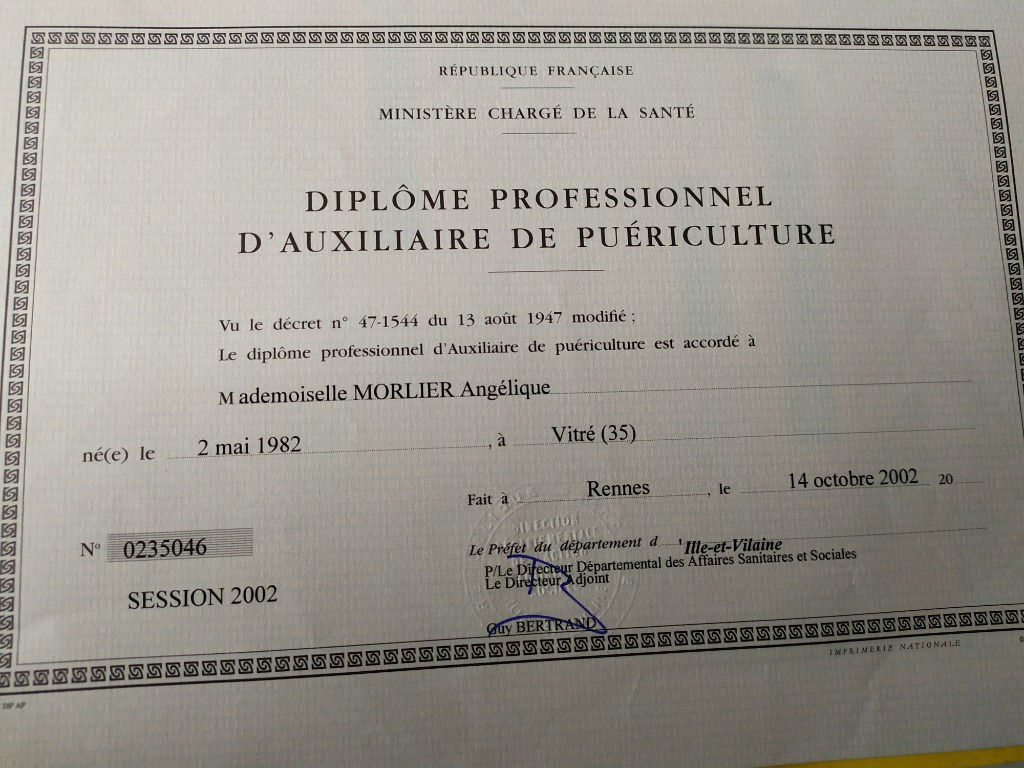 RÉPUBLIQUE FRANÇAISE
MINISTÈRE CHARGÉ DE LA SANTÉ
DIPLÔME PROFESSIONNEL
D'AUXILIAIRE DE PUÉRICULTURE
Vu le décret n° 47-1544 du 13 août 1947 modifié ;
Le diplôme professionnel d'Auxiliaire de puériculture est accordé à
M ademoiselle MORLIER Angélique
né(e) le 2 mai 1982 , à Vitré (35)
Fait à Rennes , le 14 octobre 2002 20
N° 0235046
Le Préfet du département d 'Ille-et-Vilaine
P/Le Directeur Départemental des Affaires Sanitaires et Sociales
Le Directeur Adjoint
SESSION 2002
Guy BERTRAND
IMPRIMERIE NATIONALE
DP AP